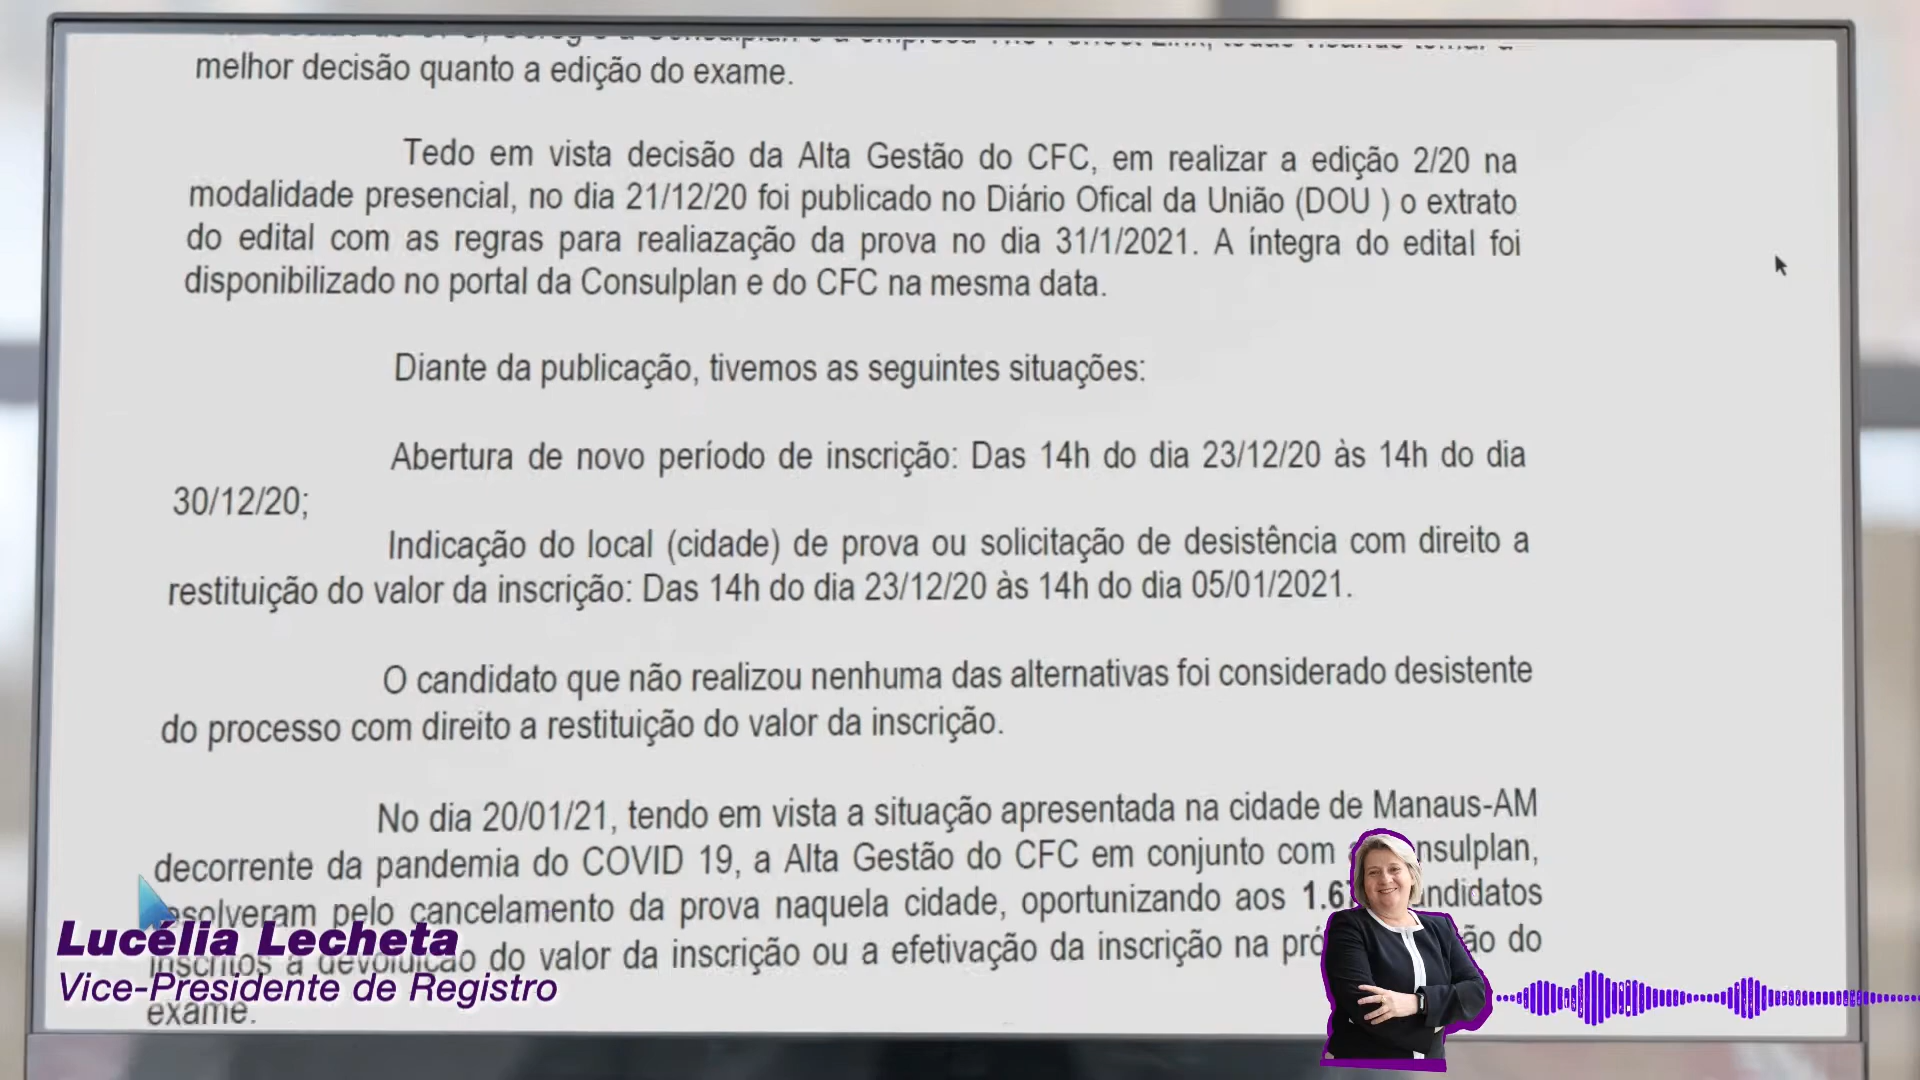 melhor decisão quanto a edição do exame.
Tedo em vista decisão da Alta Gestão do CFC, em realizar a edição 2/20 na
modalidade presencial, no dia 21/12/20 foi publicado no Diário Ofical da União (DOU ) o extrato
do edital com as regras para realiazação da prova no dia 31/1/2021. A íntegra do edital foi
disponibilizado no portal da Consulplan e do CFC na mesma data.
Diante da publicação, tivemos as seguintes situações:
Abertura de novo período de inscrição: Das 14h do dia 23/12/20 às 14h do dia
30/12/20;
Indicação do local (cidade) de prova ou solicitação de desistência com direito a
restituição do valor da inscrição: Das 14h do dia 23/12/20 às 14h do dia 05/01/2021.
O candidato que não realizou nenhuma das alternativas foi considerado desistente
do processo com direito a restituição do valor da inscrição.
No dia 20/01/21, tendo em vista a situação apresentada na cidade de Manaus-AM
decorrente da pandemia do COVID 19, a Alta Gestão do CFC em conjunto com
pelo cancelamento da prova naquela cidade, oportunizando aos
inscritos a devolução do valor da inscrição ou a efetivação da inscrição na do
exame.
Lucélia Lecheta
Vice-Presidente de Registro